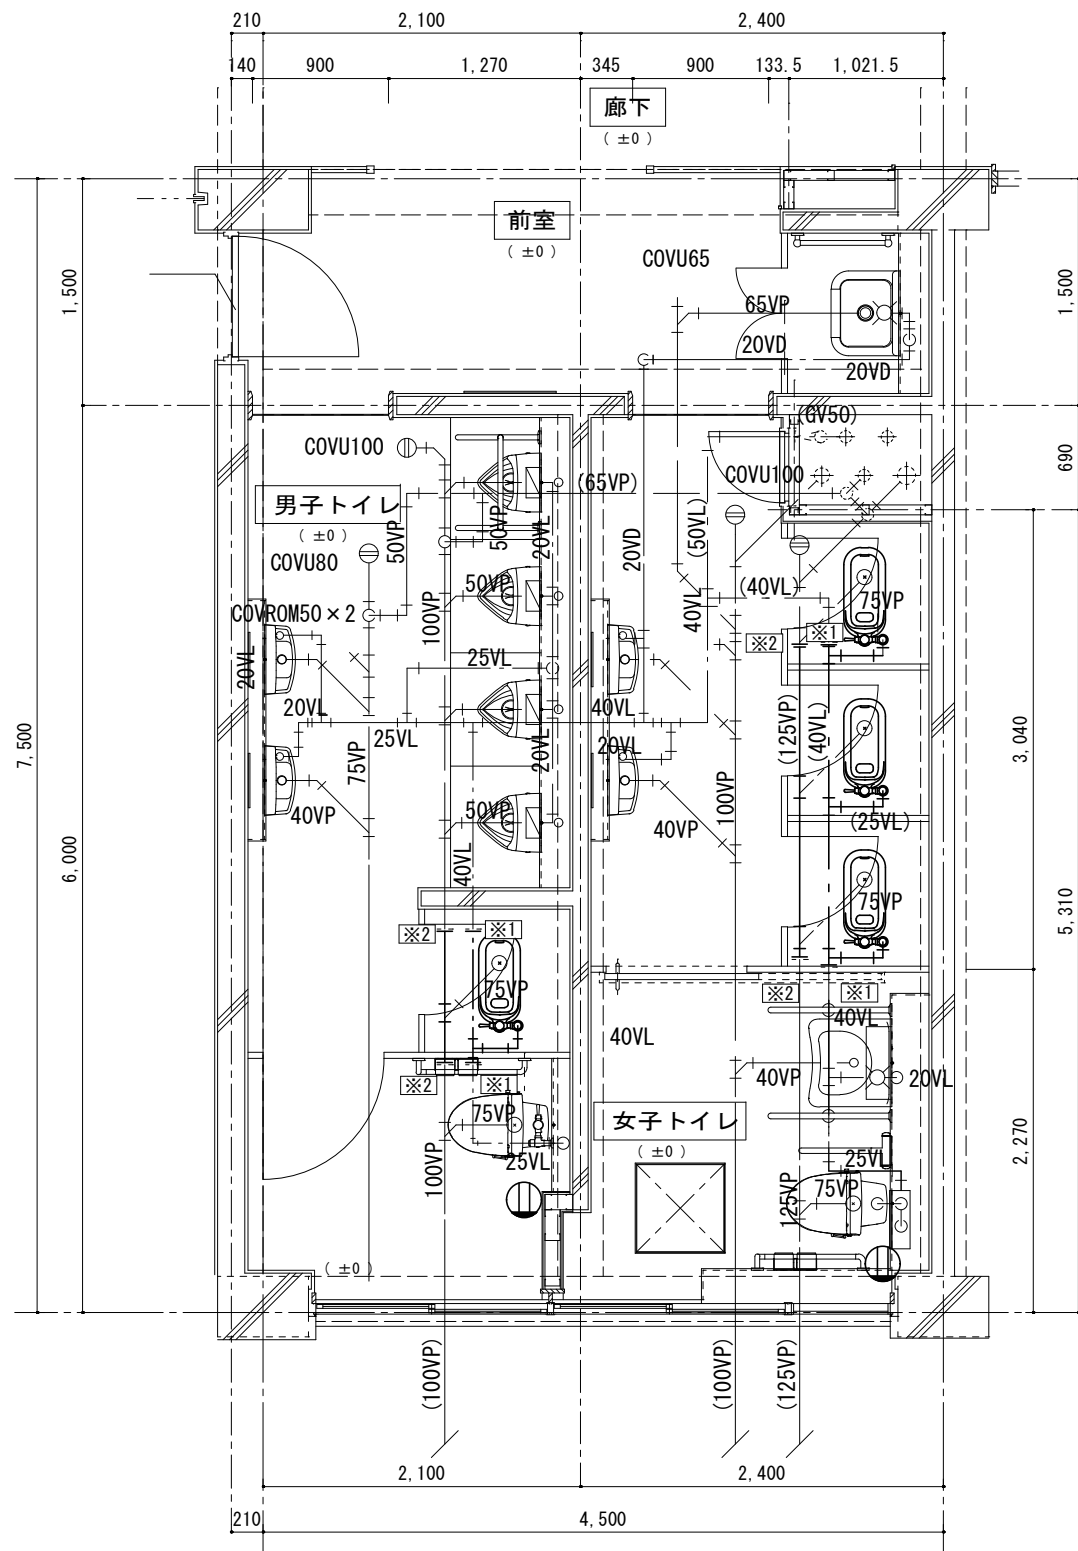 210
2,100
2,400
140
900
1,270
345
900
133.5
1,021.5
廊下
( ±0 )
前室
( ±0 )
COVU65
1,500
1,500
65VP
20VD
20VD
(GV50)
COVU100
COVU100
(65VP)
690
男子トイレ
( ±0 )
50VP
50VP
20VL
20VD
(50VL)
COVU80
50VP
100VP
40VL
(40VL)
75VP
COVROM50×2
※2
※1
20VL
25VL
20VL
40VL
(125VP)
(40VL)
3,040
7,500
25VL
75VP
20VL
20VL
100VP
40VP
50VP
40VP
(25VL)
6,000
40VL
75VP
5,310
※2
※1
75VP
※2
※1
40VL
40VL
※2
※1
40VP
20VL
75VP
女子トイレ
( ±0 )
2,270
100VP
25VL
25VL
125VP
75VP
( ±0 )
(100VP)
(100VP)
(125VP)
2,100
2,400
210
4,500